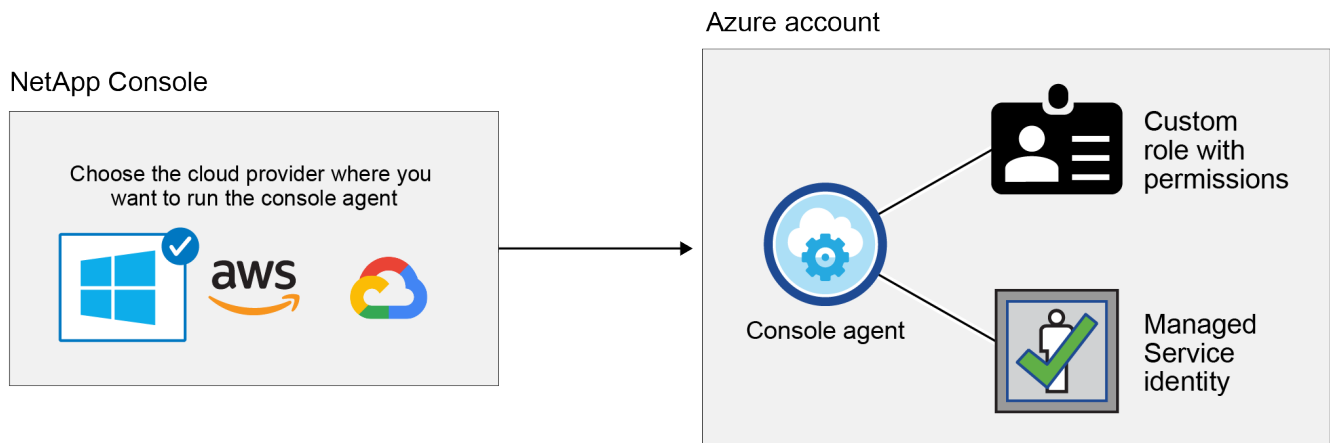 Azure account
NetApp Console
Choose the cloud provider where you
want to run the console agent
aws
Console agent
Custom
role with
permissions
Managed
Service
identity